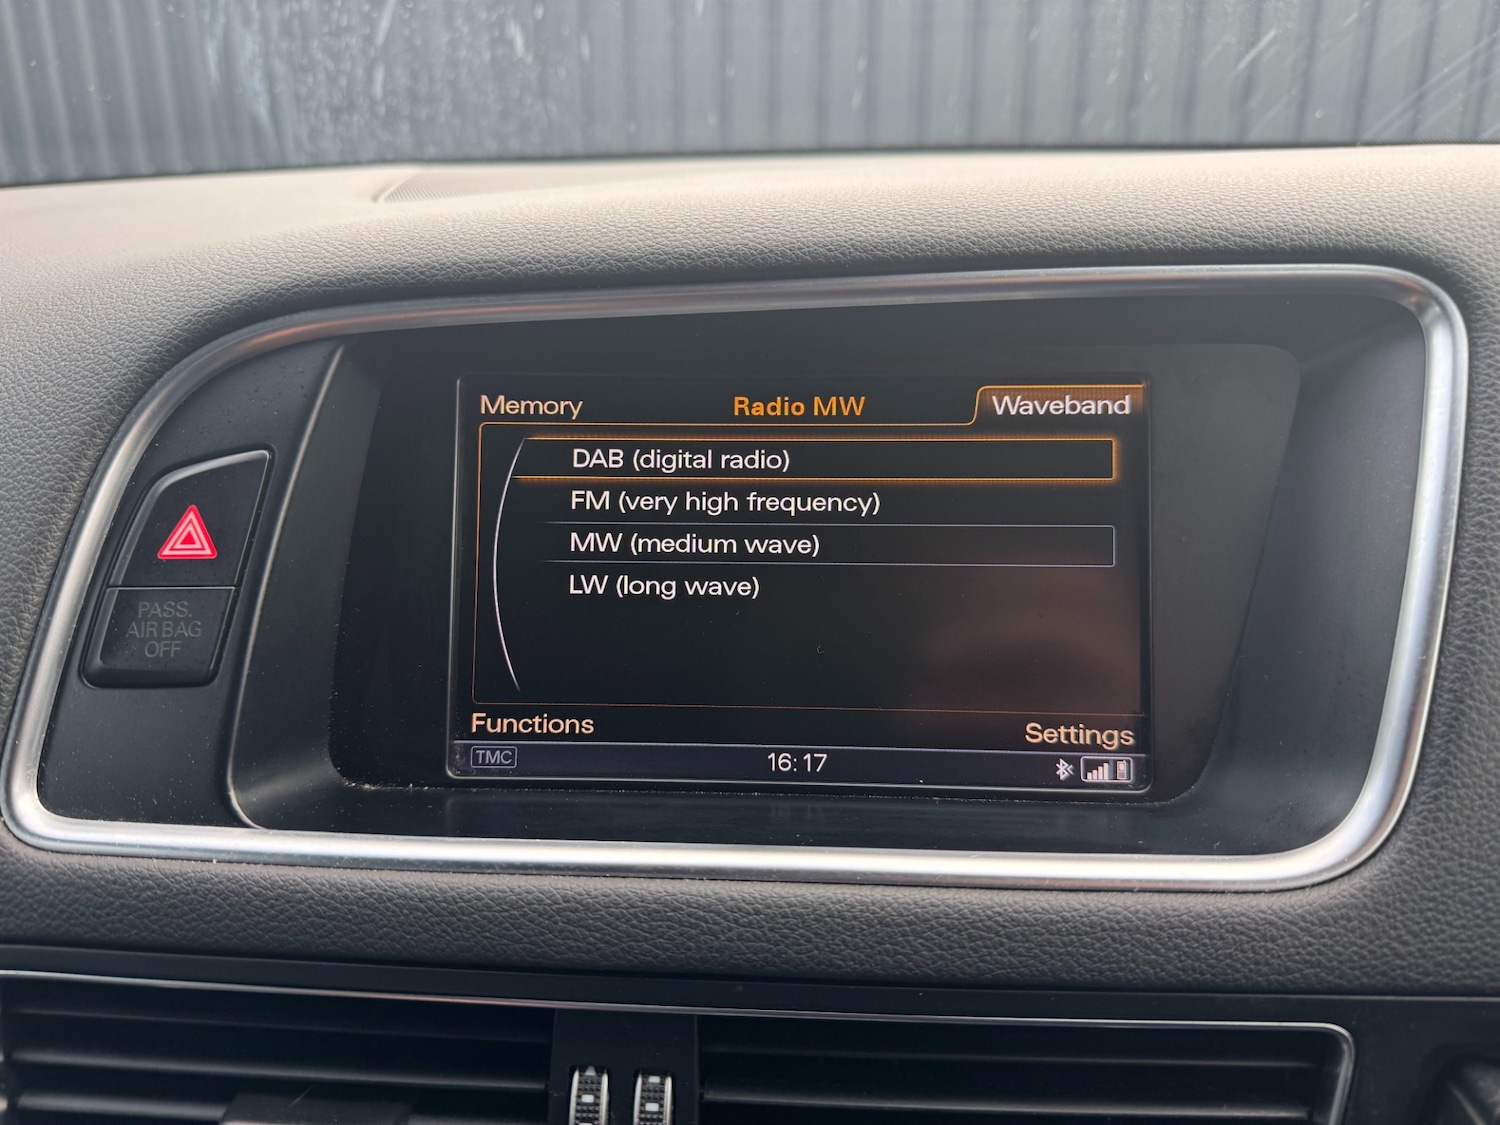 Memory Radio MW Waveband
DAB (digital radio)
FM (very high frequency)
MW (medium wave)
LW (long wave)
Functions Settings
TMC 16:17
PASS.
AIR BAG
OFF